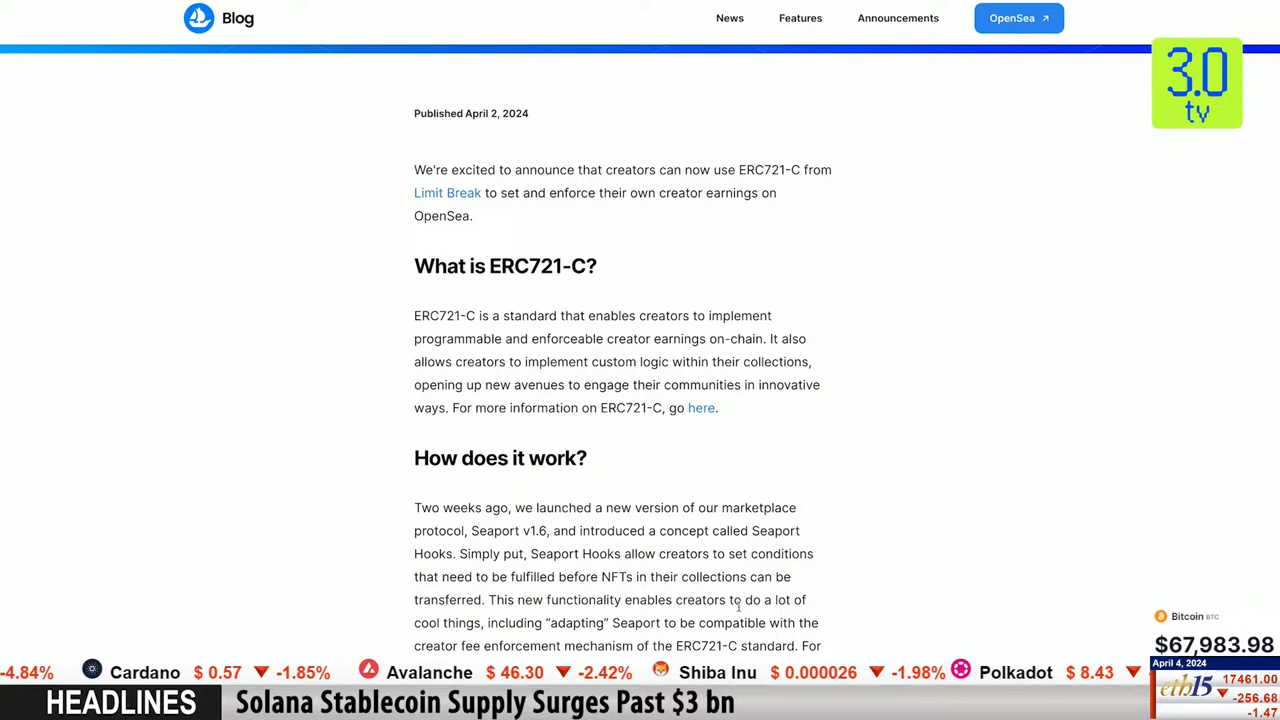 Blog
News
Features
Announcements
OpenSea
3.0
tv
Published April 2, 2024
We're excited to announce that creators can now use ERC721-C from
Limit Break to set and enforce their own creator earnings on
OpenSea.
What is ERC721-C?
ERC721-C is a standard that enables creators to implement
programmable and enforceable creator earnings on-chain. It also
allows creators to implement custom logic within their collections,
opening up new avenues to engage their communities in innovative
ways. For more information on ERC721-C, go here.
How does it work?
Two weeks ago, we launched a new version of our marketplace
protocol, Seaport v1.6, and introduced a concept called Seaport
Hooks. Simply put, Seaport Hooks allow creators to set conditions
that need to be fulfilled before NFTs in their collections can be
transferred. This new functionality enables creators to do a lot of
cool things, including “adapting” Seaport to be compatible with the
creator fee enforcement mechanism of the ERC721-C standard. For
Bitcoin BTC
$67,983.98
-4.84% Cardano $ 0.57 -1.85% Avalanche $ 46.30 -2.42% Shiba Inu $ 0.000026 -1.98% Polkadot $ 8.43
April 4, 2024
eth15
17461.00
-256.68
-1.47
HEADLINES Solana Stablecoin Supply Surges Past $3 bn